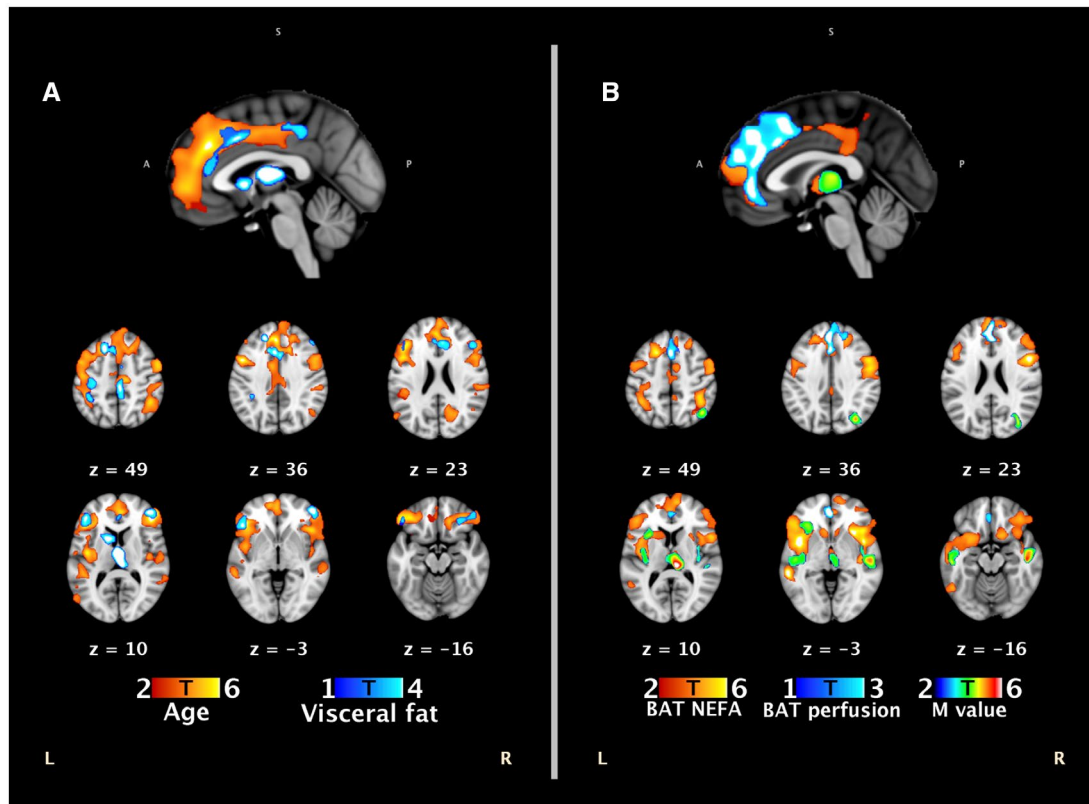 S
A
A
P
z = 49
z = 36
z = 23
z = 10
z = -3
z = -16
2 T 6
Age
1 T 4
Visceral fat
L
R
S
B
A
P
z = 49
z = 36
z = 23
z = 10
z = -3
z = -16
2 T 6
BAT NEFA
1 T 3
BAT perfusion
2 T 6
M value
L
R